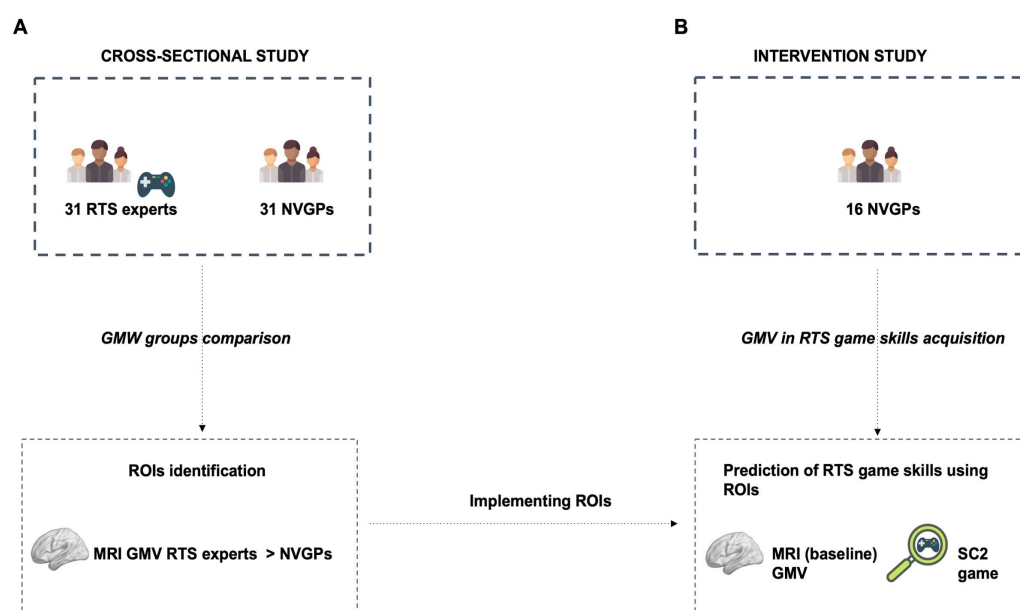 A
CROSS-SECTIONAL STUDY
31 RTS experts
31 NVGPs
GMW groups comparison
ROIs identification
MRI GMV RTS experts > NVGPs
Implementing ROIs
B
INTERVENTION STUDY
16 NVGPs
GMV in RTS game skills acquisition
Prediction of RTS game skills using
ROIs
MRI (baseline)
GMV
SC2
game